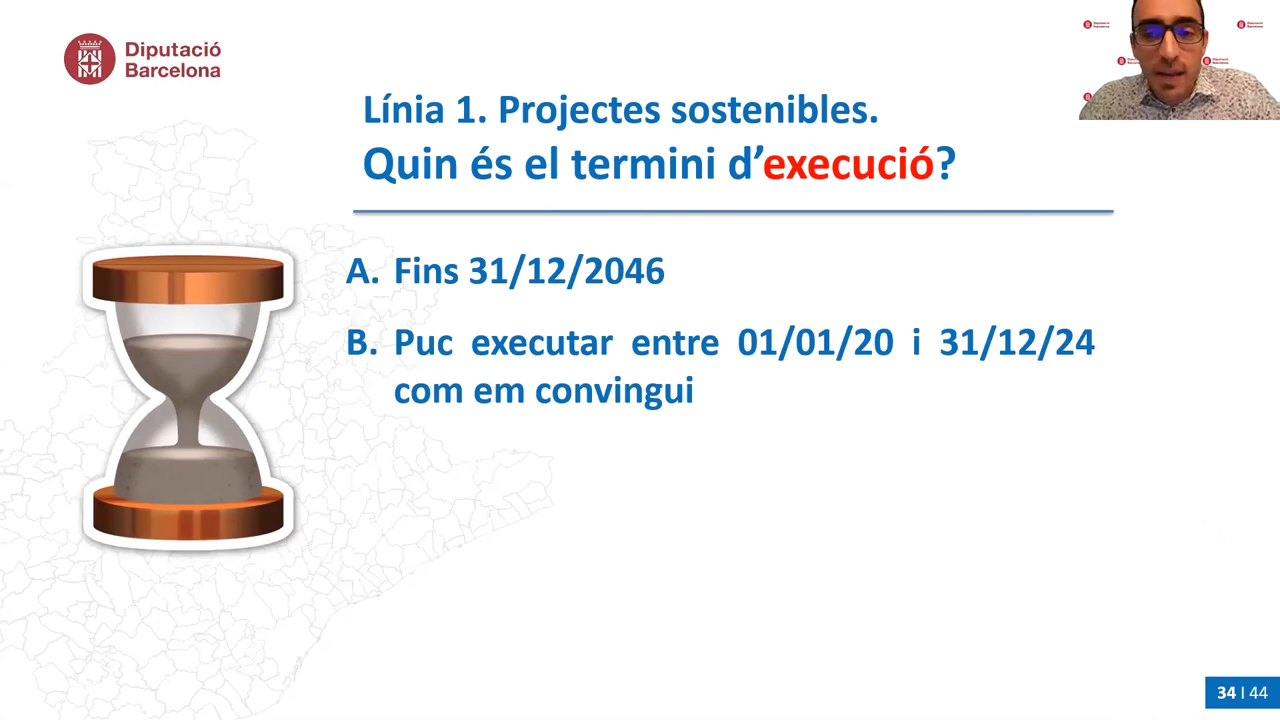 Diputació
Barcelona
Línia 1. Projectes sostenibles.
Quin és el termini d’execució?
A. Fins 31/12/2046
B. Puc executar entre 01/01/20 i 31/12/24
com em convingui
34 I 44